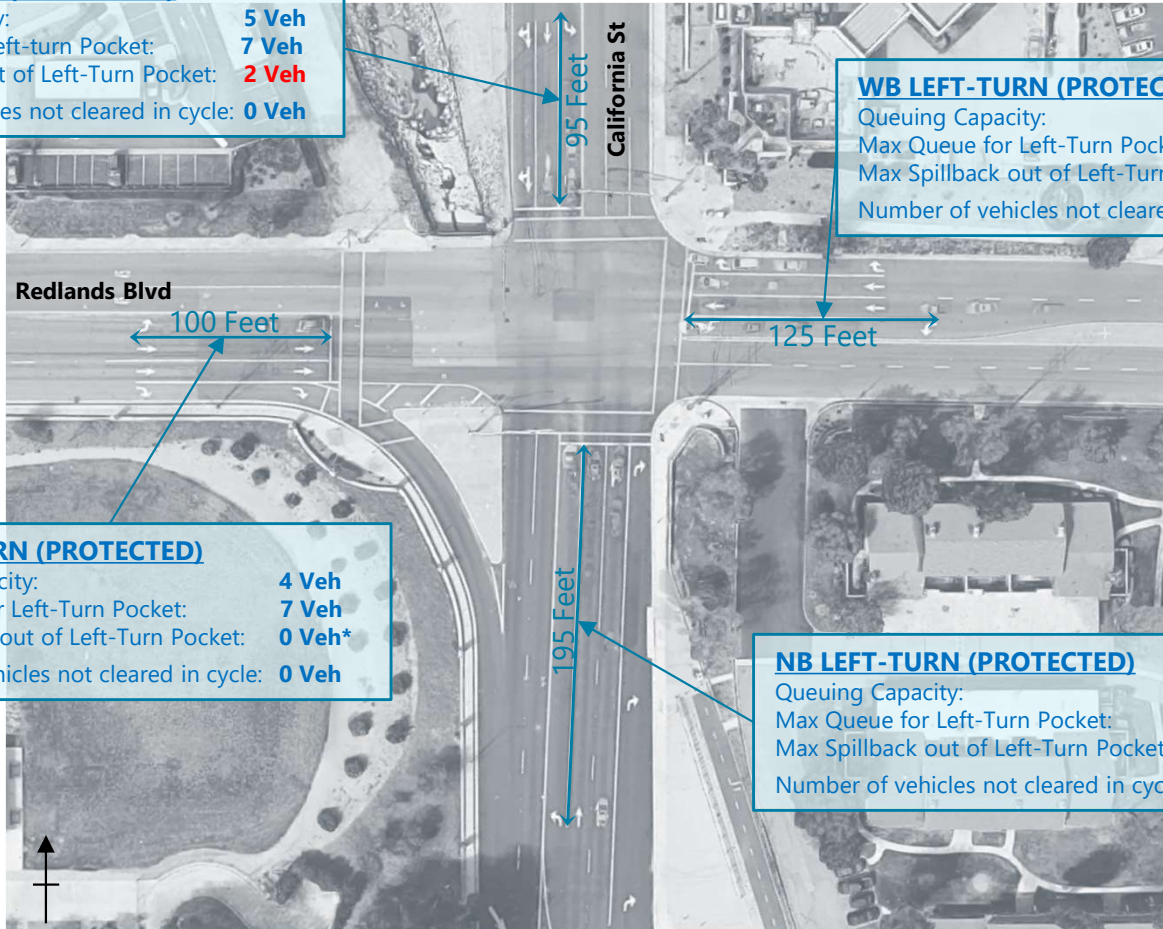 y: 5 Veh
eft-turn Pocket: 7 Veh
t of Left-Turn Pocket: 2 Veh
les not cleared in cycle: 0 Veh
95 Feet
California St
WB LEFT-TURN (PROTEC
Queuing Capacity:
Max Queue for Left-Turn Pock
Max Spillback out of Left-Turn
Number of vehicles not cleare
Redlands Blvd
100 Feet
125 Feet
RN (PROTECTED)
city: 4 Veh
r Left-Turn Pocket: 7 Veh
out of Left-Turn Pocket: 0 Veh*
hicles not cleared in cycle: 0 Veh
195 Feet
NB LEFT-TURN (PROTECTED)
Queuing Capacity:
Max Queue for Left-Turn Pocket:
Max Spillback out of Left-Turn Pocket
Number of vehicles not cleared in cyc